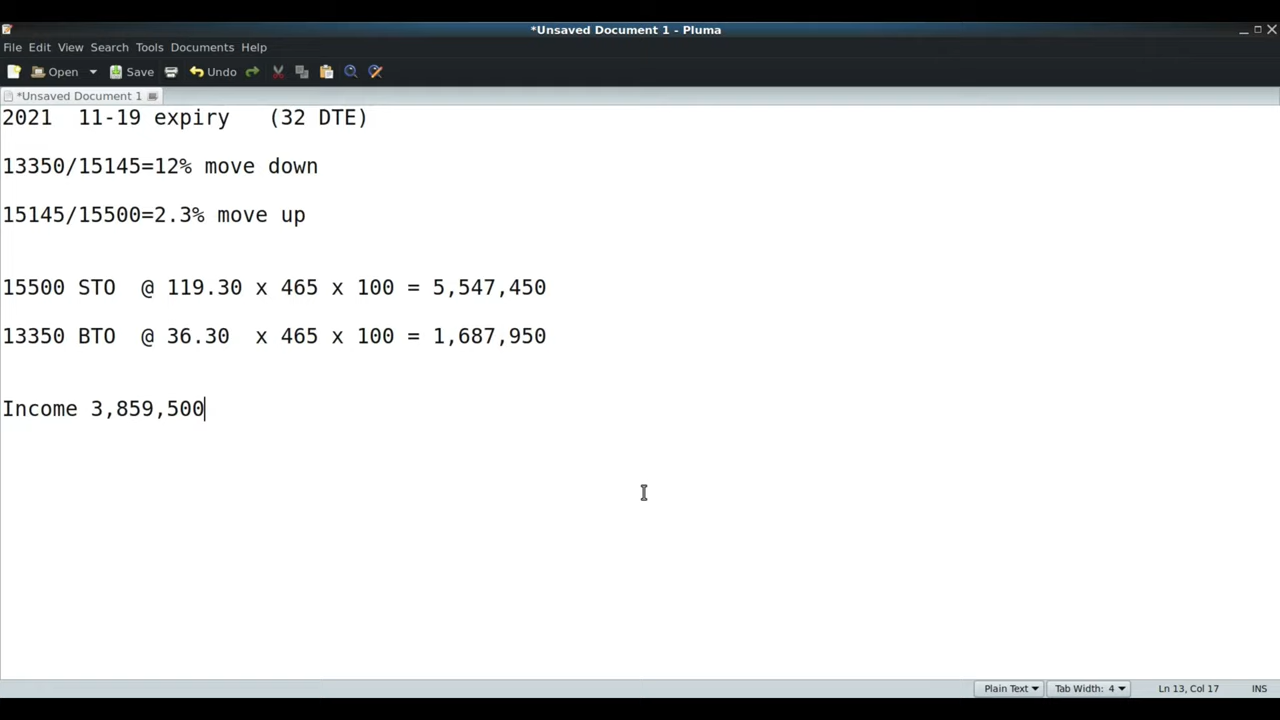 *Unsaved Document 1 - Pluma
File Edit View Search Tools Documents Help
Open Save Undo
*Unsaved Document 1
2021  11-19 expiry   (32 DTE)
13350/15145=12% move down
15145/15500=2.3% move up
15500 STO  @ 119.30 x 465 x 100 = 5,547,450
13350 BTO  @ 36.30  x 465 x 100 = 1,687,950
Income 3,859,500
Plain Text Tab Width: 4 Ln 13, Col 17 INS